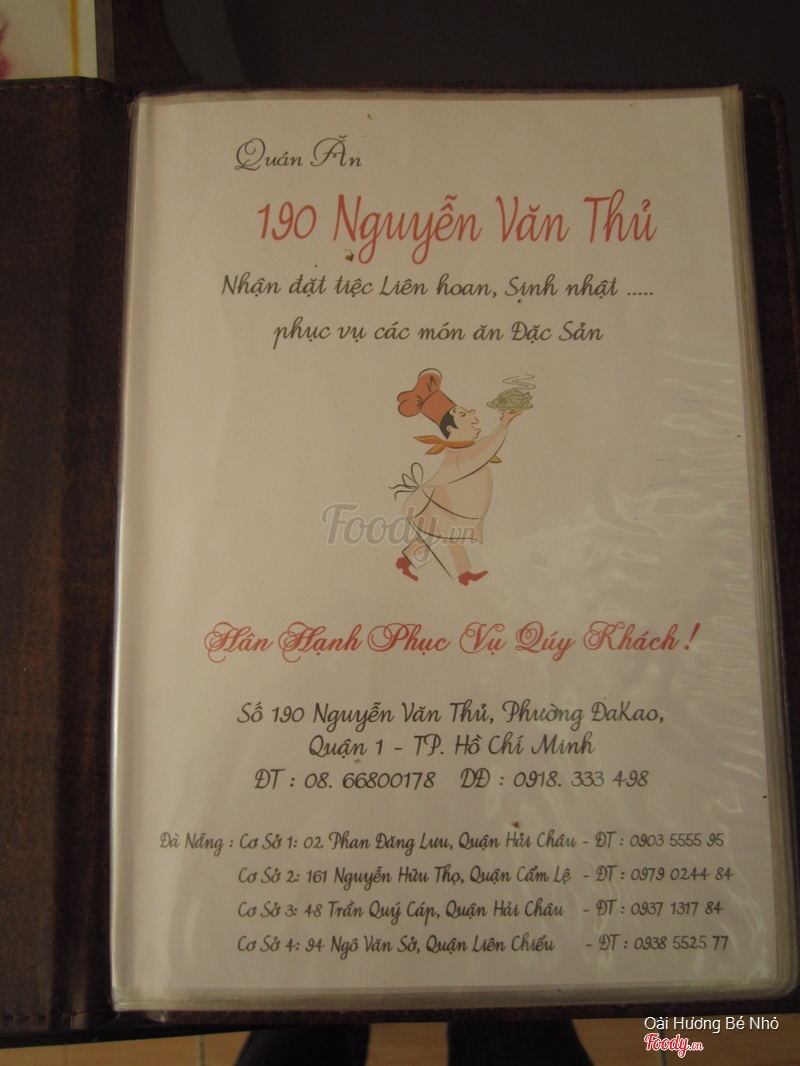 Quán Ăn
190 Nguyễn Văn Thủ
Nhận đặt tiệc Liên hoan, Sinh nhật .....
phục vụ các món ăn Đặc Sản
Foody.vn
Hân Hạnh Phục Vụ Qúy Khách !
Số 190 Nguyễn Văn Thủ, Phường ĐaKao,
Quận 1 - TP. Hồ Chí Minh
ĐT : 08. 66800178 DĐ : 0918. 333 498
Đà Nẵng : Cơ Sở 1: 02 Phan Đăng Lưu, Quận Hải Châu - ĐT : 0903 5555 95
Cơ Sở 2: 161 Nguyễn Hữu Thọ, Quận Cẩm Lệ - ĐT : 0979 0244 84
Cơ Sở 3: 48 Trần Quý Cáp, Quận Hải Châu - ĐT : 0937 1317 84
Cơ Sở 4: 94 Ngô Văn Sở, Quận Liên Chiểu - ĐT : 0938 5525 77
Oải Hương Bé Nhỏ
Foody.vn